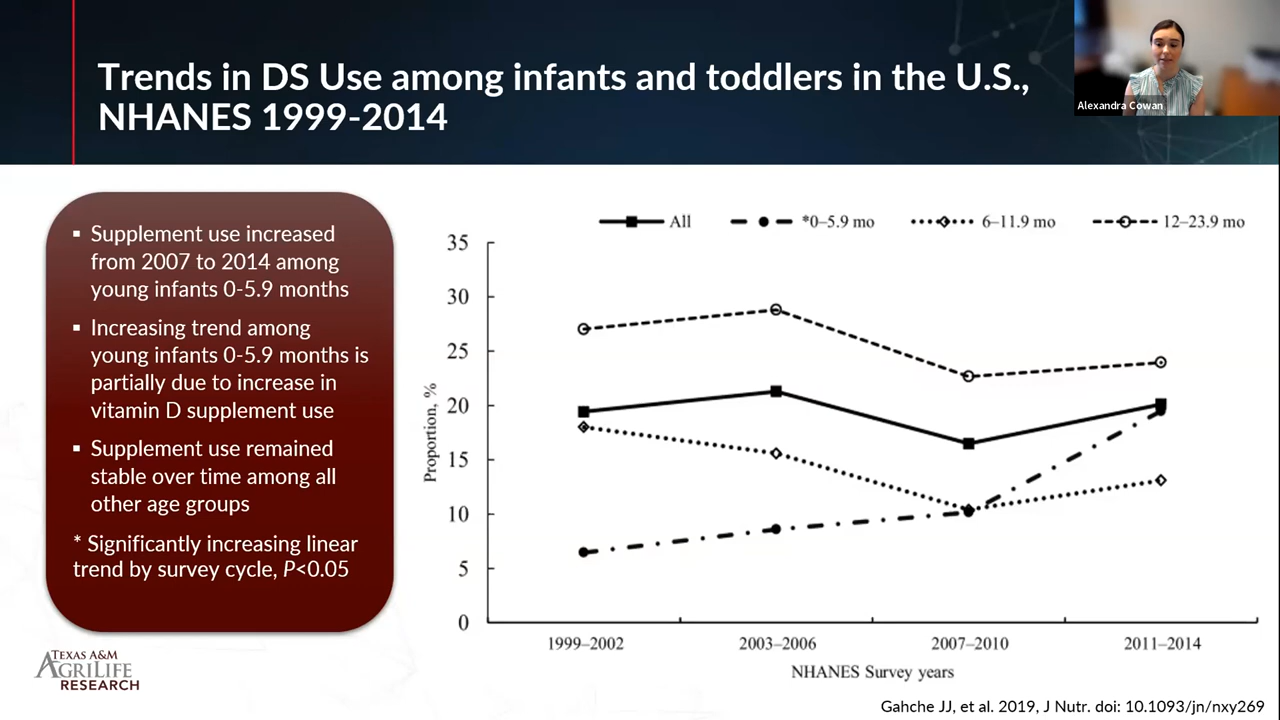 Trends in DS Use among infants and toddlers in the U.S.,
NHANES 1999-2014
Alexandra Cowan
▪ Supplement use increased
from 2007 to 2014 among
young infants 0-5.9 months
▪ Increasing trend among
young infants 0-5.9 months is
partially due to increase in
vitamin D supplement use
▪ Supplement use remained
stable over time among all
other age groups
* Significantly increasing linear
trend by survey cycle, P<0.05
All
*0–5.9 mo
6–11.9 mo
12–23.9 mo
Proportion, %
35
30
25
20
15
10
5
0
1999–2002
2003–2006
2007–2010
2011–2014
NHANES Survey years
TEXAS A&M
AGRILIFE
RESEARCH
Gahche JJ, et al. 2019, J Nutr. doi: 10.1093/jn/nxy269